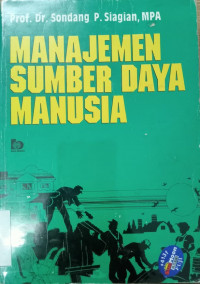 Prof. Dr. Sondang P. Siagian, MPA
MANAJEMEN
SUMBER DAYA
MANUSIA